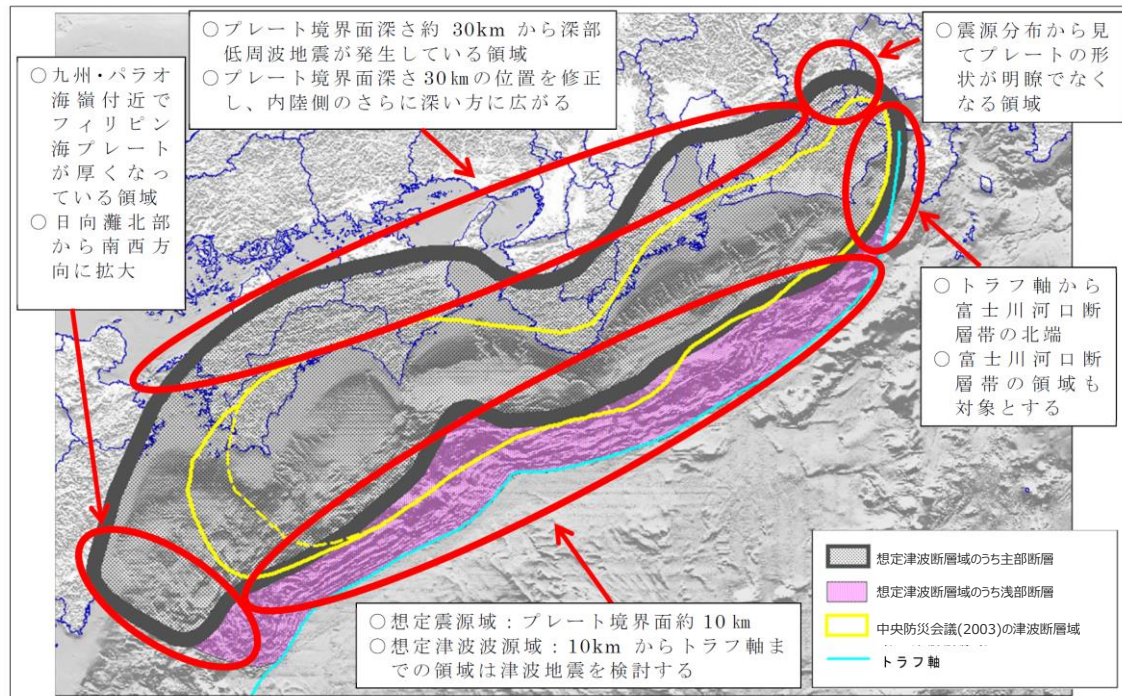 ○プレート境界面深さ約 30km から深部
低周波地震が発生している領域
○プレート境界面深さ30㎞の位置を修正
し、内陸側のさらに深い方に広がる
○震源分布から見
てプレートの形
状が明瞭でなく
なる領域
○九州・パラオ
海嶺付近で
フィリピン
海プレート
が厚くなっ
ている領域
○日向灘北部
から南西方
向に拡大
○トラフ軸から
富士川河口断
層帯の北端
○富士川河口断
層帯の領域も
対象とする
○想定震源域：プレート境界面約 10 ㎞
○想定津波波源域：10km からトラフ軸ま
での領域は津波地震を検討する
想定津波断層域のうち主部断層
想定津波断層域のうち浅部断層
中央防災会議(2003)の津波断層域
トラフ軸